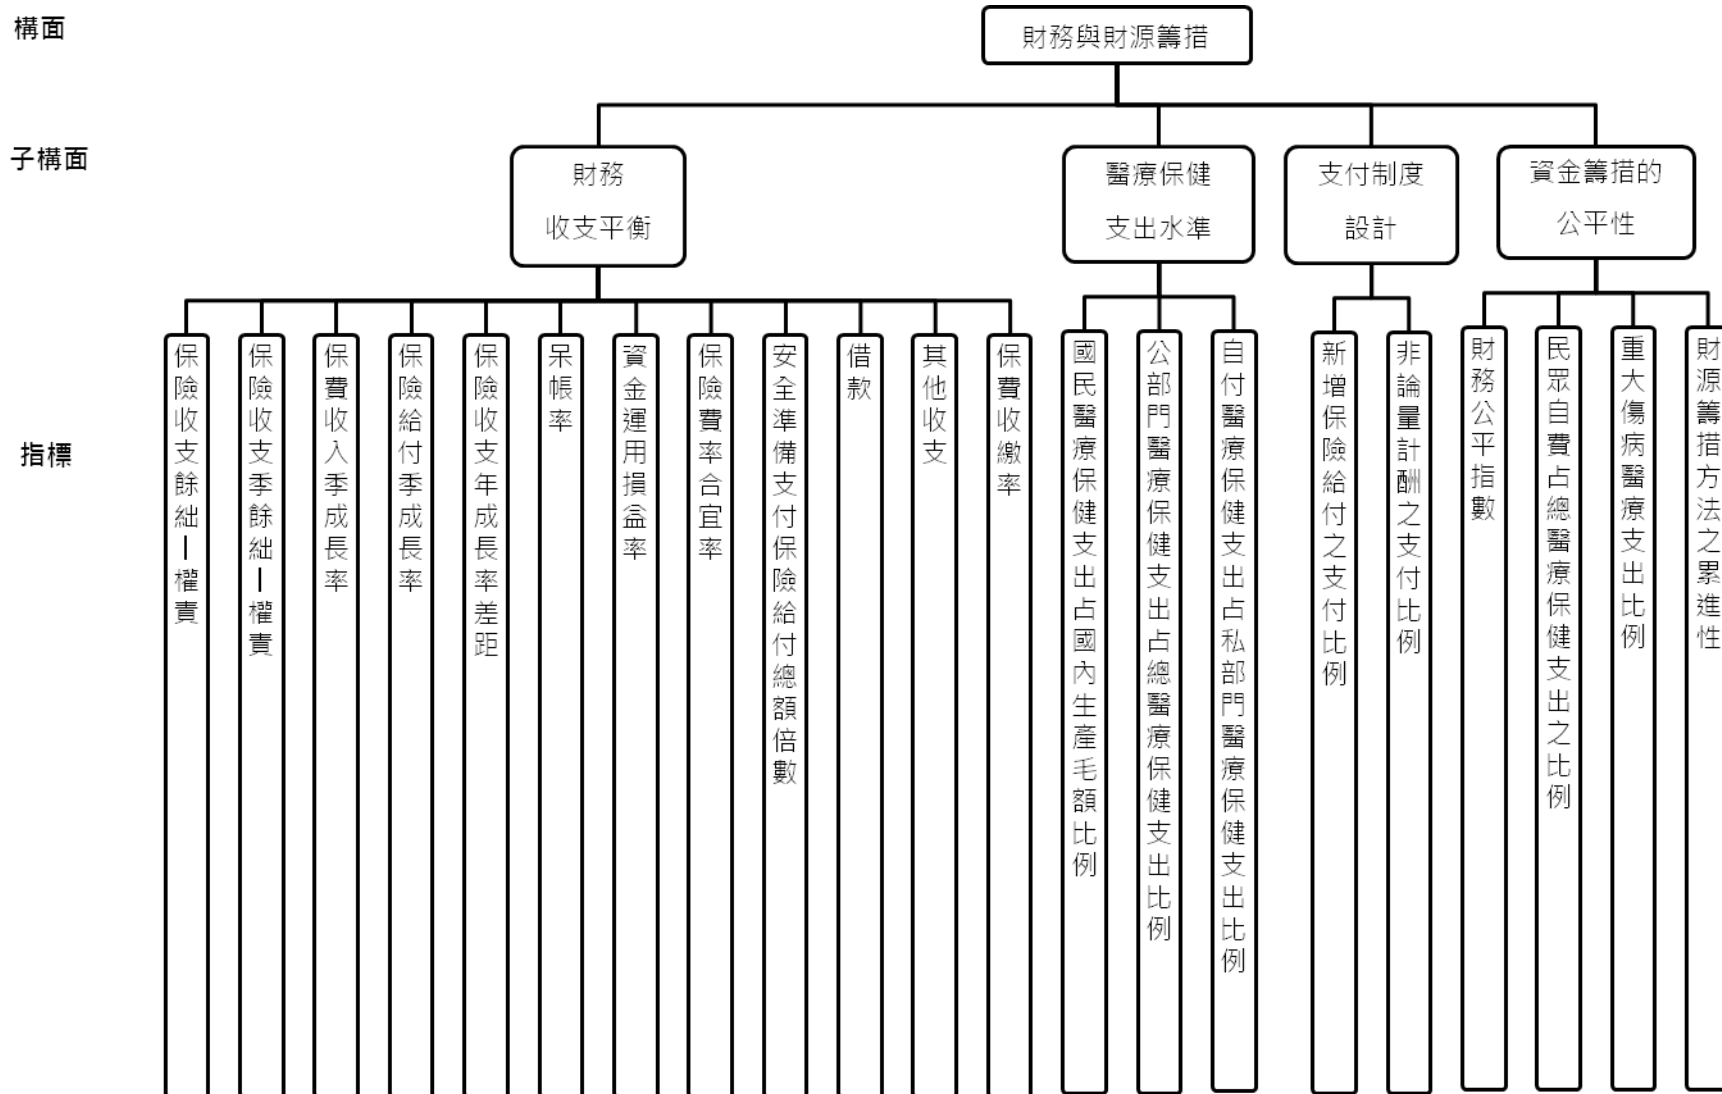 構面
財務與財源籌措
子構面
財務
收支平衡
醫療保健
支出水準
支付制度
設計
資金籌措的
公平性
指標
保險收支餘絀－權責
保險收支季餘絀－權責
保費收入季成長率
保險給付季成長率
保險收支年成長率差距
呆帳率
資金運用損益率
保險費率合宜率
安全準備支付保險給付總額倍數
借款
其他收支
保費收繳率
國民醫療保健支出占國內生產毛額比例
公部門醫療保健支出占總醫療保健支出比例
自付醫療保健支出占私部門醫療保健支出比例
新增保險給付之支付比例
非論量計酬之支付比例
財務公平指數
民眾自費占總醫療保健支出之比例
重大傷病醫療支出比例
財源籌措方法之累進性